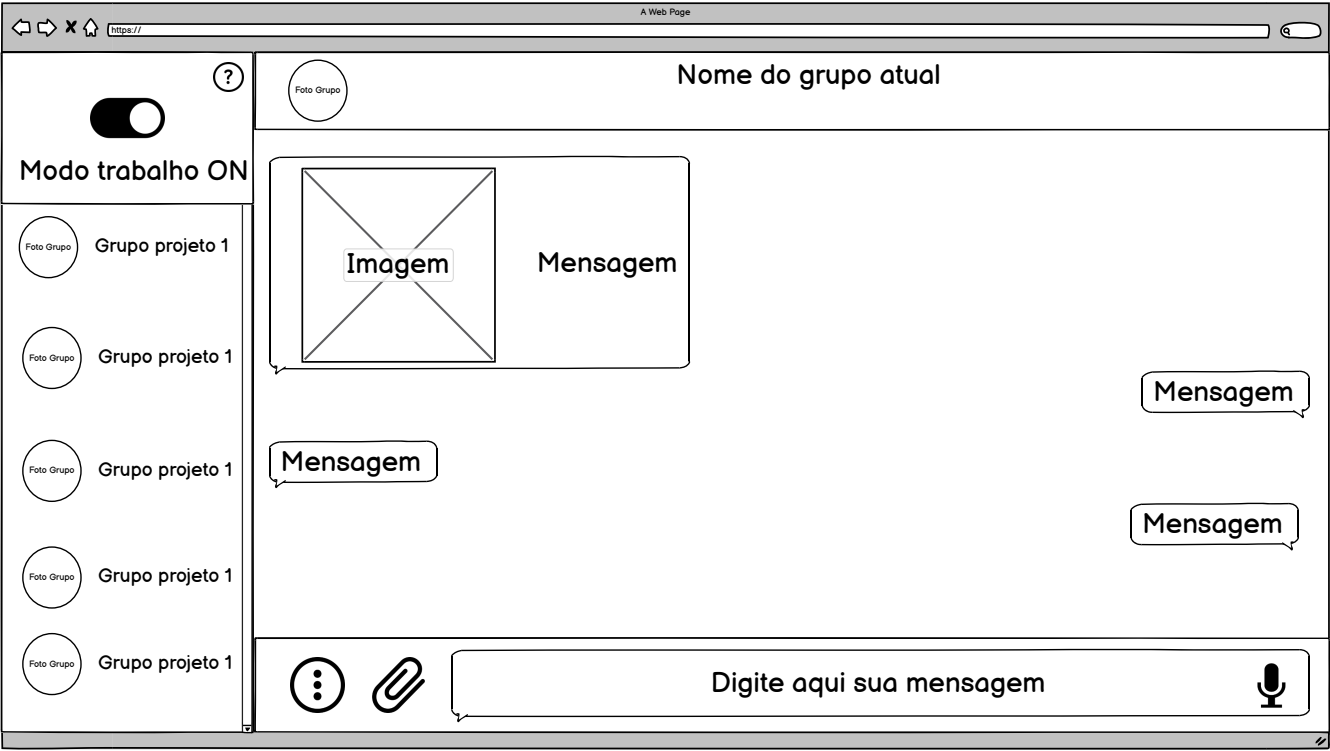 A Web Page
https://
?
Modo trabalho ON
Foto Grupo
Grupo projeto 1
Foto Grupo
Grupo projeto 1
Foto Grupo
Grupo projeto 1
Foto Grupo
Grupo projeto 1
Foto Grupo
Grupo projeto 1
Foto Grupo
Nome do grupo atual
Imagem
Mensagem
Mensagem
Mensagem
Mensagem
Digite aqui sua mensagem